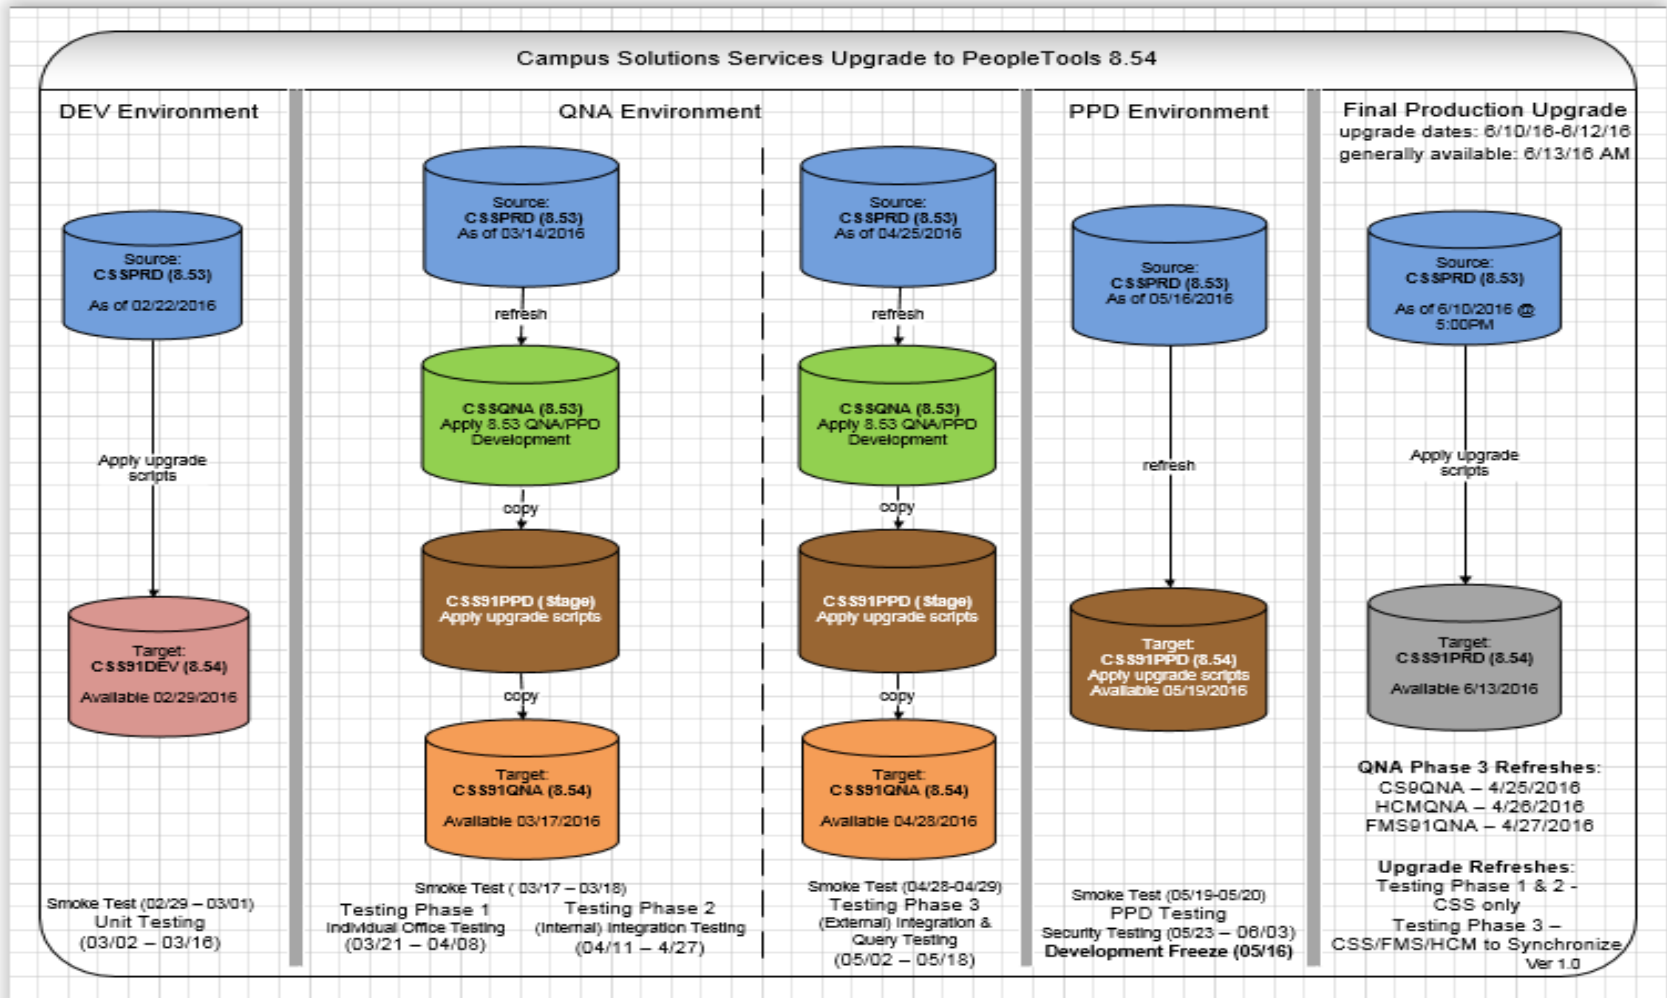 Campus Solutions Services Upgrade to PeopleTools 8.54
DEV Environment
Source:
CSSPRD (8.53)
As of 02/22/2016
Apply upgrade
scripts
Target:
CSS91DEV (8.54)
Available 02/29/2016
Smoke Test (02/29 – 03/01)
Unit Testing
(03/02 – 03/16)
QNA Environment
Source:
CSSPRD (8.53)
As of 03/14/2016
refresh
CSSQNA (8.53)
Apply 8.53 QNA/PPD
Development
copy
CSS91PPD (Stage)
Apply upgrade scripts
copy
Target:
CSS91QNA (8.54)
Available 03/17/2016
Smoke Test ( 03/17 – 03/18)
Testing Phase 1
Individual Office Testing
(03/21 – 04/08)
Testing Phase 2
(Internal) Integration Testing
(04/11 – 4/27)
Source:
CSSPRD (8.53)
As of 04/25/2016
refresh
CSSQNA (8.53)
Apply 8.53 QNA/PPD
Development
copy
CSS91PPD (Stage)
Apply upgrade scripts
copy
Target:
CSS91QNA (8.54)
Available 04/28/2016
Smoke Test (04/28-04/29)
Testing Phase 3
(External) Integration &
Query Testing
(05/02 – 05/18)
PPD Environment
Source:
CSSPRD (8.53)
As of 05/16/2016
refresh
Target:
CSS91PPD (8.54)
Apply upgrade scripts
Available 05/19/2016
Smoke Test (05/19-05/20)
PPD Testing
Security Testing (05/23 – 06/03)
Development Freeze (05/16)
Final Production Upgrade
upgrade dates: 6/10/16-6/12/16
generally available: 6/13/16 AM
Source:
CSSPRD (8.53)
As of 6/10/2016 @
5:00PM
Apply upgrade
scripts
Target:
CSS91PRD (8.54)
Available 6/13/2016
QNA Phase 3 Refreshes:
CS9QNA – 4/25/2016
HCMQNA – 4/26/2016
FMS91QNA – 4/27/2016
Upgrade Refreshes:
Testing Phase 1 & 2 -
CSS only
Testing Phase 3 –
CSS/FMS/HCM to Synchronize
Ver 1.0